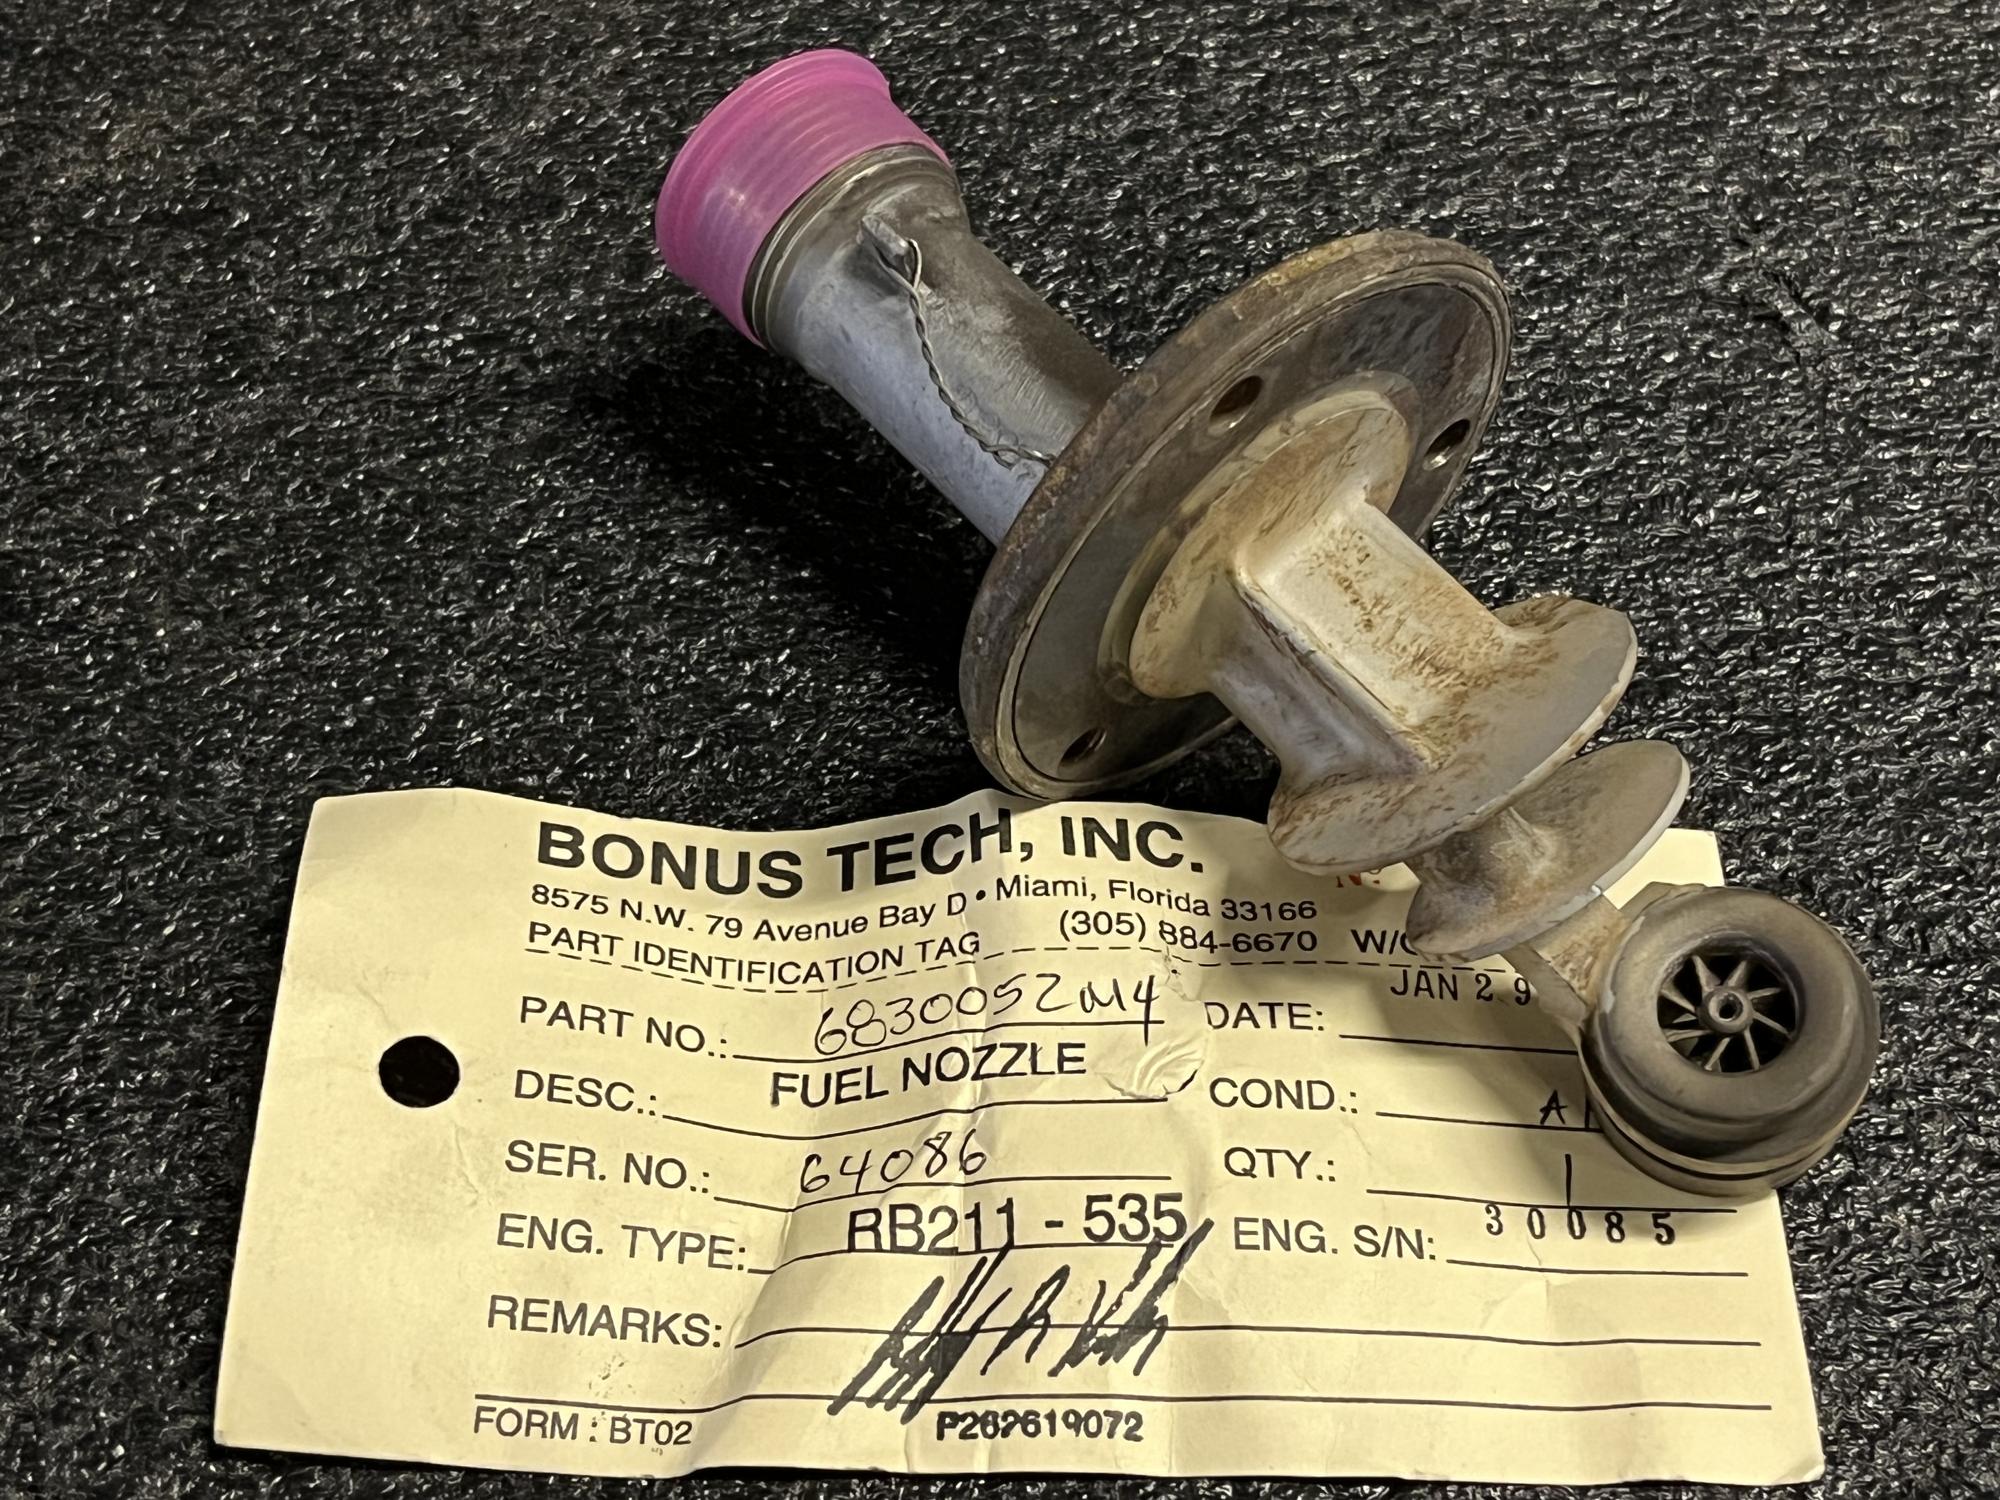 BONUS TECH, INC.
8575 N.W. 79 Avenue Bay D • Miami, Florida 33166
PART IDENTIFICATION TAG (305) 884-6670
PART NO.: 6830052M4 DATE: JAN 29
DESC.: FUEL NOZZLE COND.: A
SER. NO.: 64086 QTY.: 1
ENG. TYPE: RB211 - 535 ENG. S/N: 30085
REMARKS:
FORM : BT02 P262619072